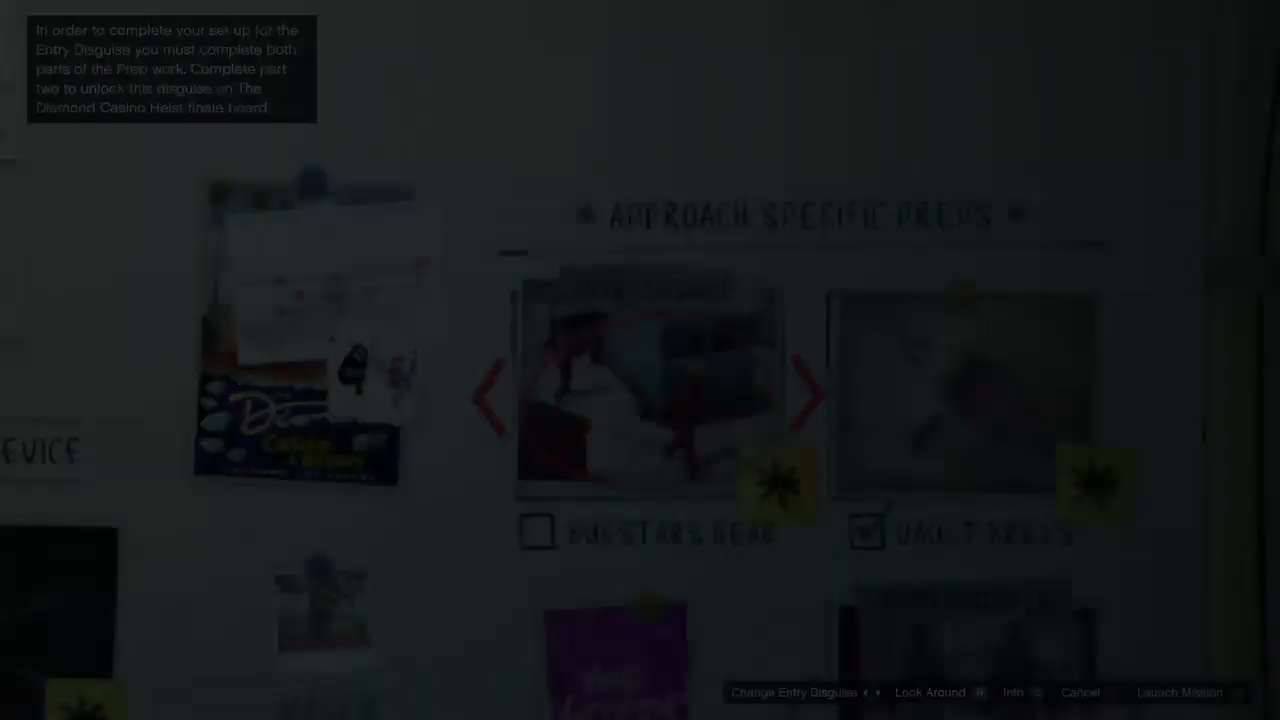 In order to complete your set up for the
Entry Disguise you must complete both
parts of the Prep work. Complete part
two to unlock this disguise on The
Diamond Casino Heist finale board.
APPROACH SPECIFIC PREPS
EVICE
BUGSTARS GEAR
VAULT DRILLS
Change Entry Disguise
Look Around
Info
Cancel
Launch Mission